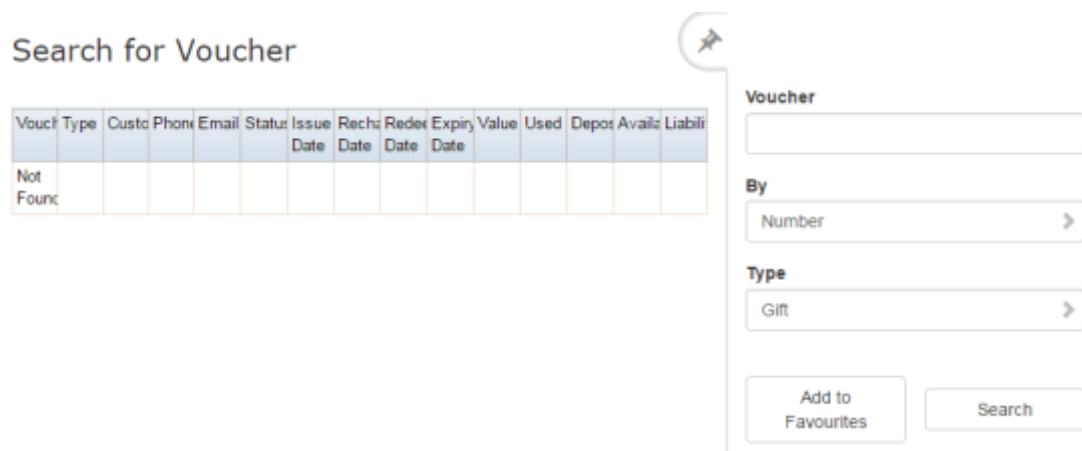 Search for Voucher
Vouch Type Custo Phone Email Status Issue Date Recha Date Redee Date Expiry Date Value Used Depos Availa Liabili
Not Found
Voucher
By
Number
Type
Gift
Add to
Favourites
Search